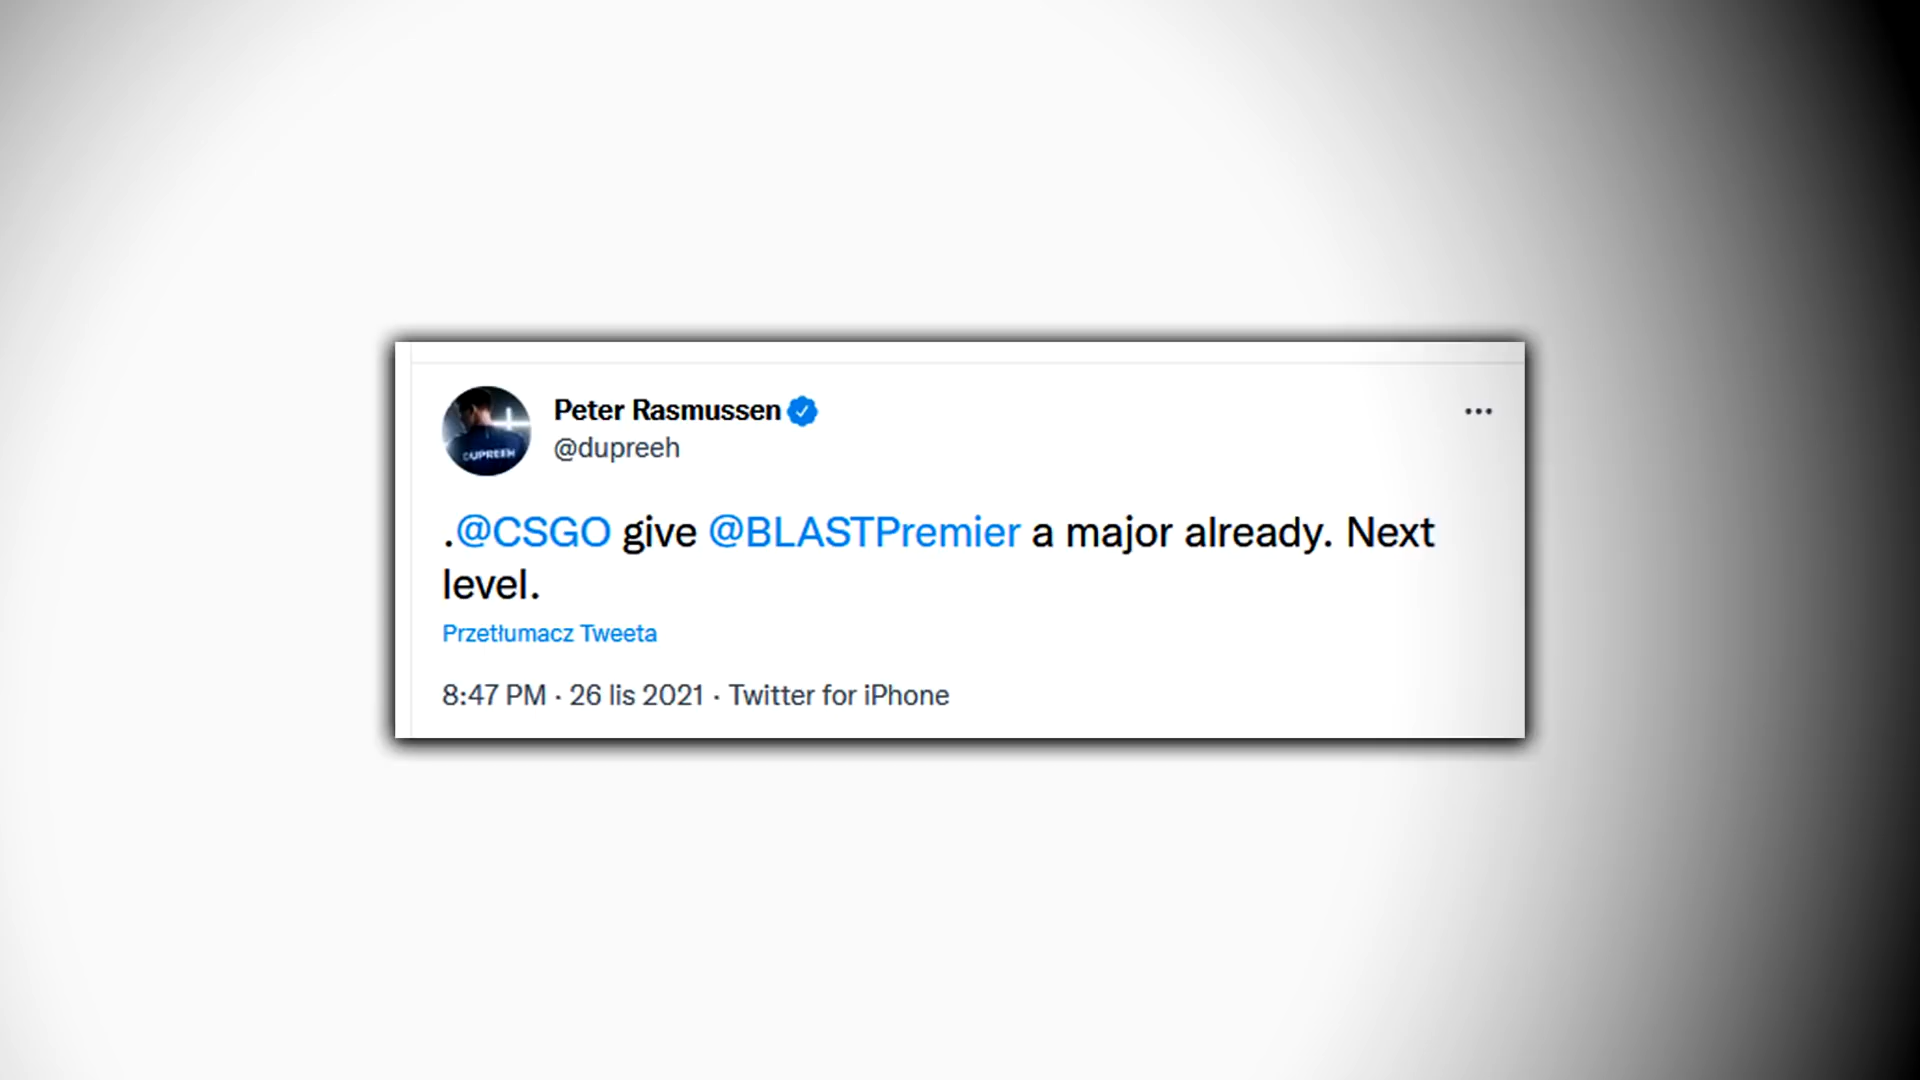 Peter Rasmussen
@dupreeh
.@CSGO give @BLASTPremier a major already. Next
level.
Przetłumacz Tweeta
8:47 PM · 26 lis 2021 · Twitter for iPhone
DUPREEH